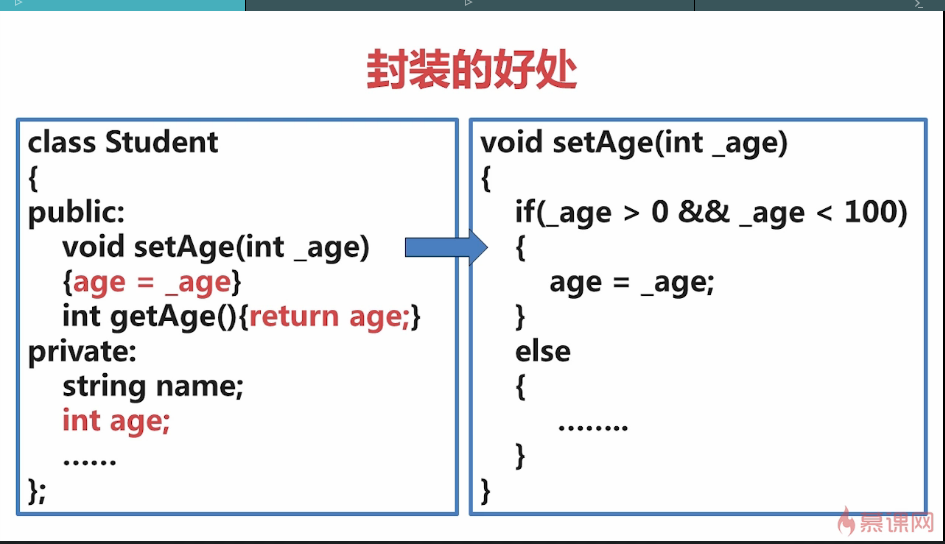 封装的好处
class Student
{
public:
void setAge(int _age)
{age = _age}
int getAge(){return age;}
private:
string name;
int age;
......
};
void setAge(int _age)
{
if(_age > 0 && _age < 100)
{
age = _age;
}
else
{
........
}
}
慕课网